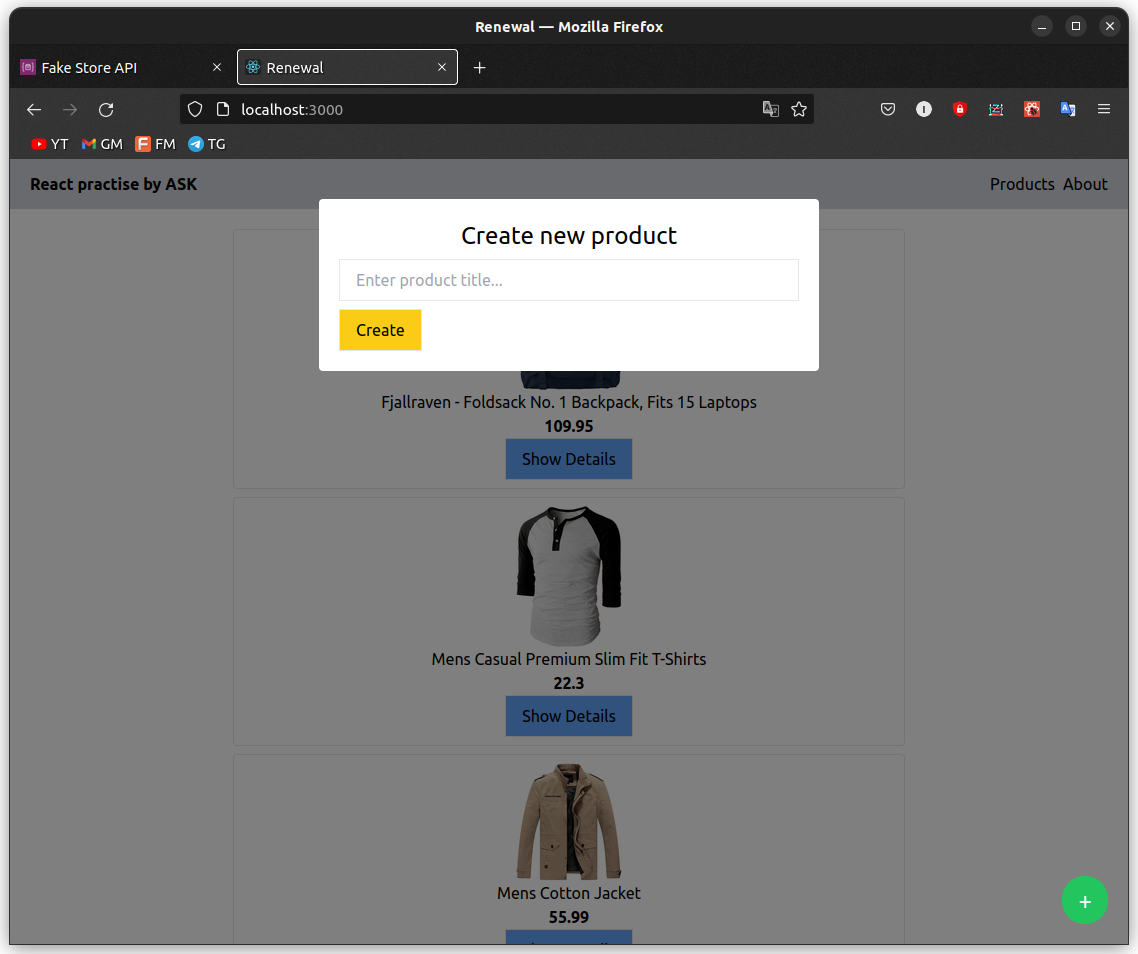 Renewal — Mozilla Firefox
Fake Store API
Renewal
localhost:3000
YT GM FM TG
React practise by ASK
Products About
Create new product
Enter product title...
Create
Fjallraven - Foldsack No. 1 Backpack, Fits 15 Laptops
109.95
Show Details
Mens Casual Premium Slim Fit T-Shirts
22.3
Show Details
Mens Cotton Jacket
55.99
+